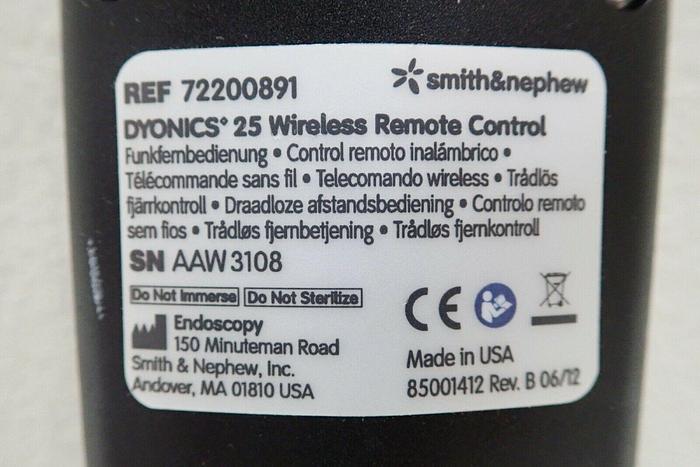 REF 72200891
smith&nephew
DYONICS◊ 25 Wireless Remote Control
Funkfernbedienung • Control remoto inalámbrico •
Télécommande sans fil • Telecomando wireless • Trådlös
fjärrkontroll • Draadloze afstandsbediening • Controlo remoto
sem fios • Trådløs fjernbetjening • Trådløs fjernkontroll
SN AAW 3108
Do Not Immerse Do Not Sterilize
Endoscopy
150 Minuteman Road
Smith & Nephew, Inc.
Andover, MA 01810 USA
CE
Made in USA
85001412 Rev. B 06/12